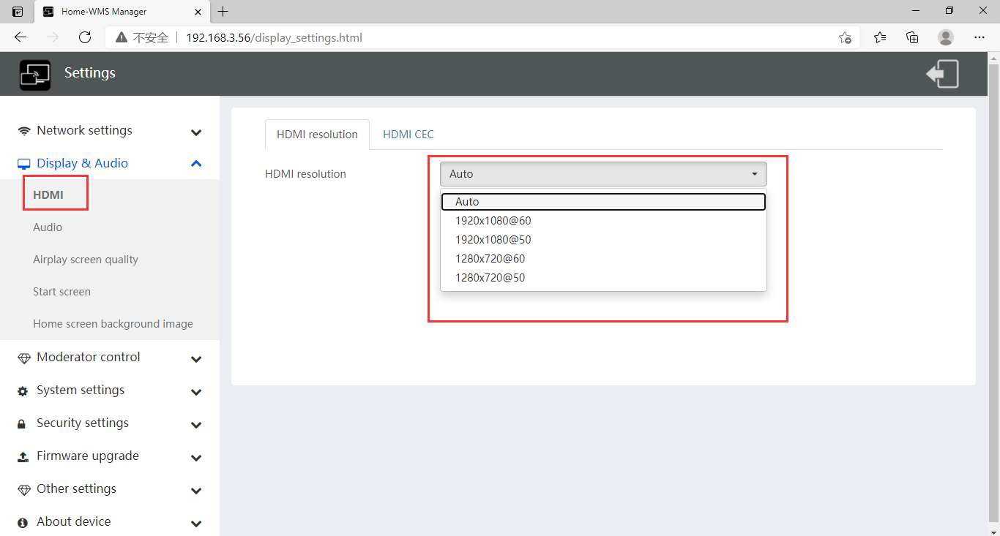 Home-WMS Manager
不安全 192.168.3.56/display_settings.html
Settings
Network settings
Display & Audio
HDMI
Audio
Airplay screen quality
Start screen
Home screen background image
Moderator control
System settings
Security settings
Firmware upgrade
Other settings
About device
HDMI resolution
HDMI CEC
HDMI resolution
Auto
Auto
1920x1080@60
1920x1080@50
1280x720@60
1280x720@50